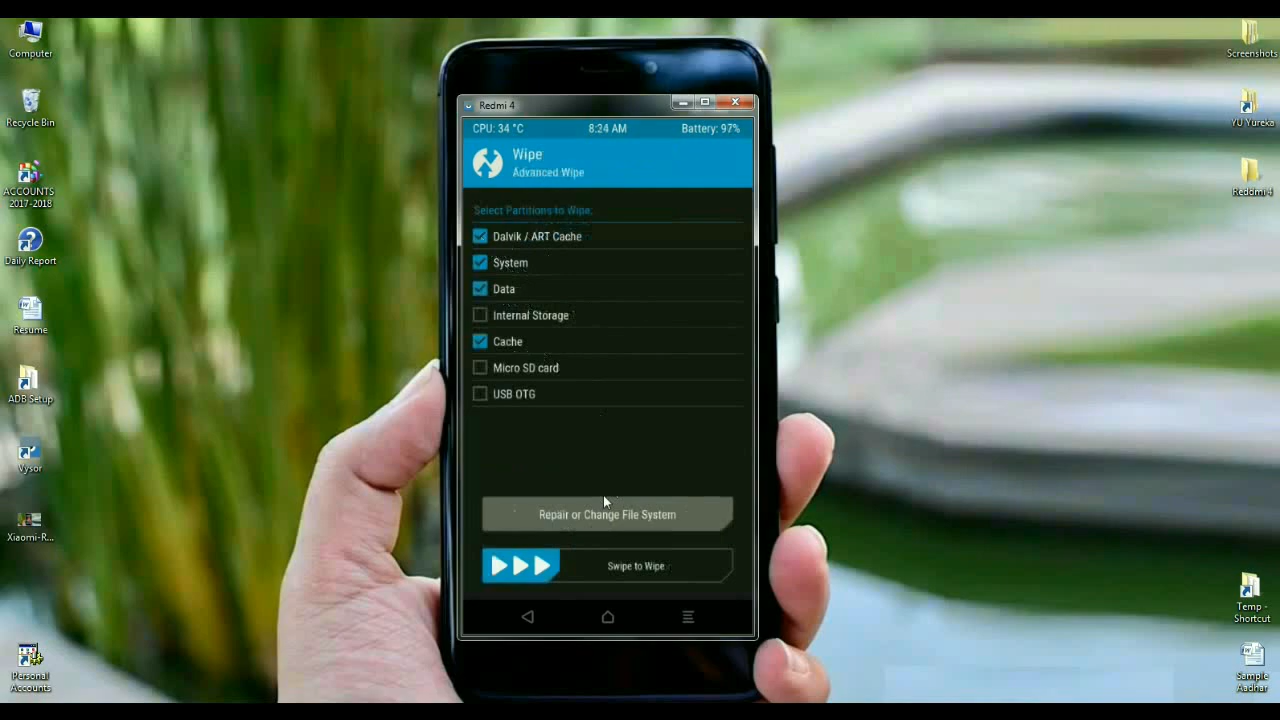 Computer
Recycle Bin
ACCOUNTS
2017-2018
Daily Report
Resume
ADB Setup
Vysor
Xiaomi-R...
Personal
Accounts
Redmi 4
CPU: 34 °C
8:24 AM
Battery: 97%
Wipe
Advanced Wipe
Select Partitions to Wipe:
Dalvik / ART Cache
System
Data
Internal Storage
Cache
Micro SD card
USB OTG
Repair or Change File System
Swipe to Wipe
Screenshots
YU Yureka
Reddmi 4
Temp -
Shortcut
Sample
Aadhar